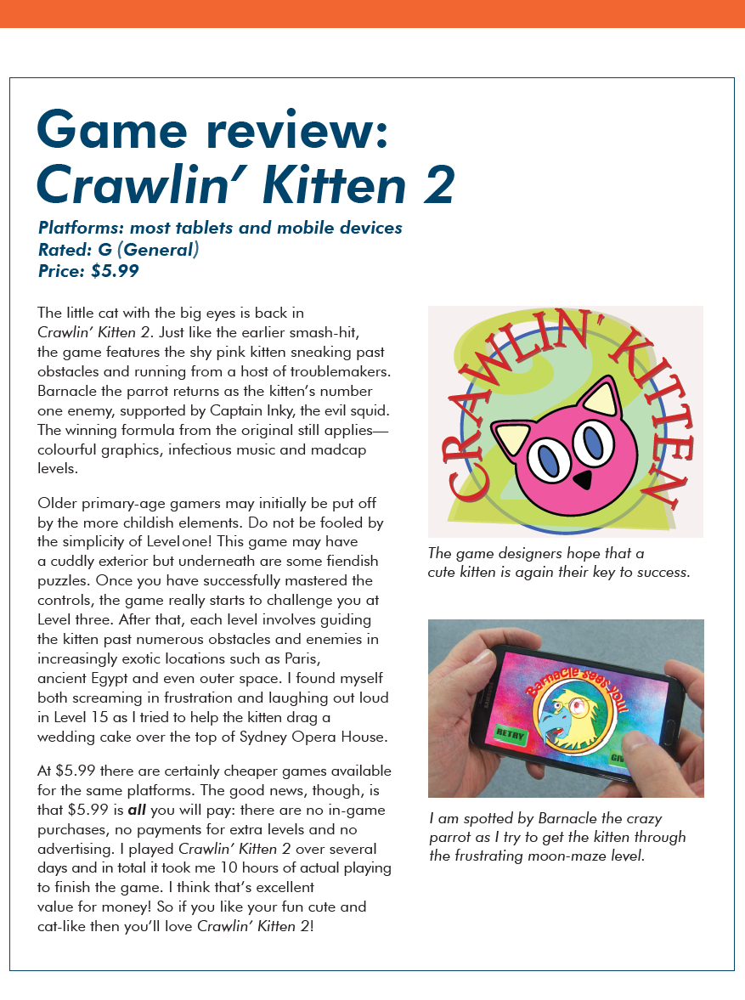 Game review:
Crawlin’ Kitten 2
Platforms: most tablets and mobile devices
Rated: G (General)
Price: $5.99
The little cat with the big eyes is back in
Crawlin’ Kitten 2. Just like the earlier smash-hit,
the game features the shy pink kitten sneaking past
obstacles and running from a host of troublemakers.
Barnacle the parrot returns as the kitten’s number
one enemy, supported by Captain Inky, the evil squid.
The winning formula from the original still applies—
colourful graphics, infectious music and madcap
levels.
Older primary-age gamers may initially be put off
by the more childish elements. Do not be fooled by
the simplicity of Level one! This game may have
a cuddly exterior but underneath are some fiendish
puzzles. Once you have successfully mastered the
controls, the game really starts to challenge you at
Level three. After that, each level involves guiding
the kitten past numerous obstacles and enemies in
increasingly exotic locations such as Paris,
ancient Egypt and even outer space. I found myself
both screaming in frustration and laughing out loud
in Level 15 as I tried to help the kitten drag a
wedding cake over the top of Sydney Opera House.
At $5.99 there are certainly cheaper games available
for the same platforms. The good news, though, is
that $5.99 is all you will pay: there are no in-game
purchases, no payments for extra levels and no
advertising. I played Crawlin’ Kitten 2 over several
days and in total it took me 10 hours of actual playing
to finish the game. I think that’s excellent
value for money! So if you like your fun cute and
cat-like then you’ll love Crawlin’ Kitten 2!
CRAWLIN' KITTEN
2
The game designers hope that a
cute kitten is again their key to success.
Barnacle sees you!
RETRY
GIV
I am spotted by Barnacle the crazy
parrot as I try to get the kitten through
the frustrating moon-maze level.